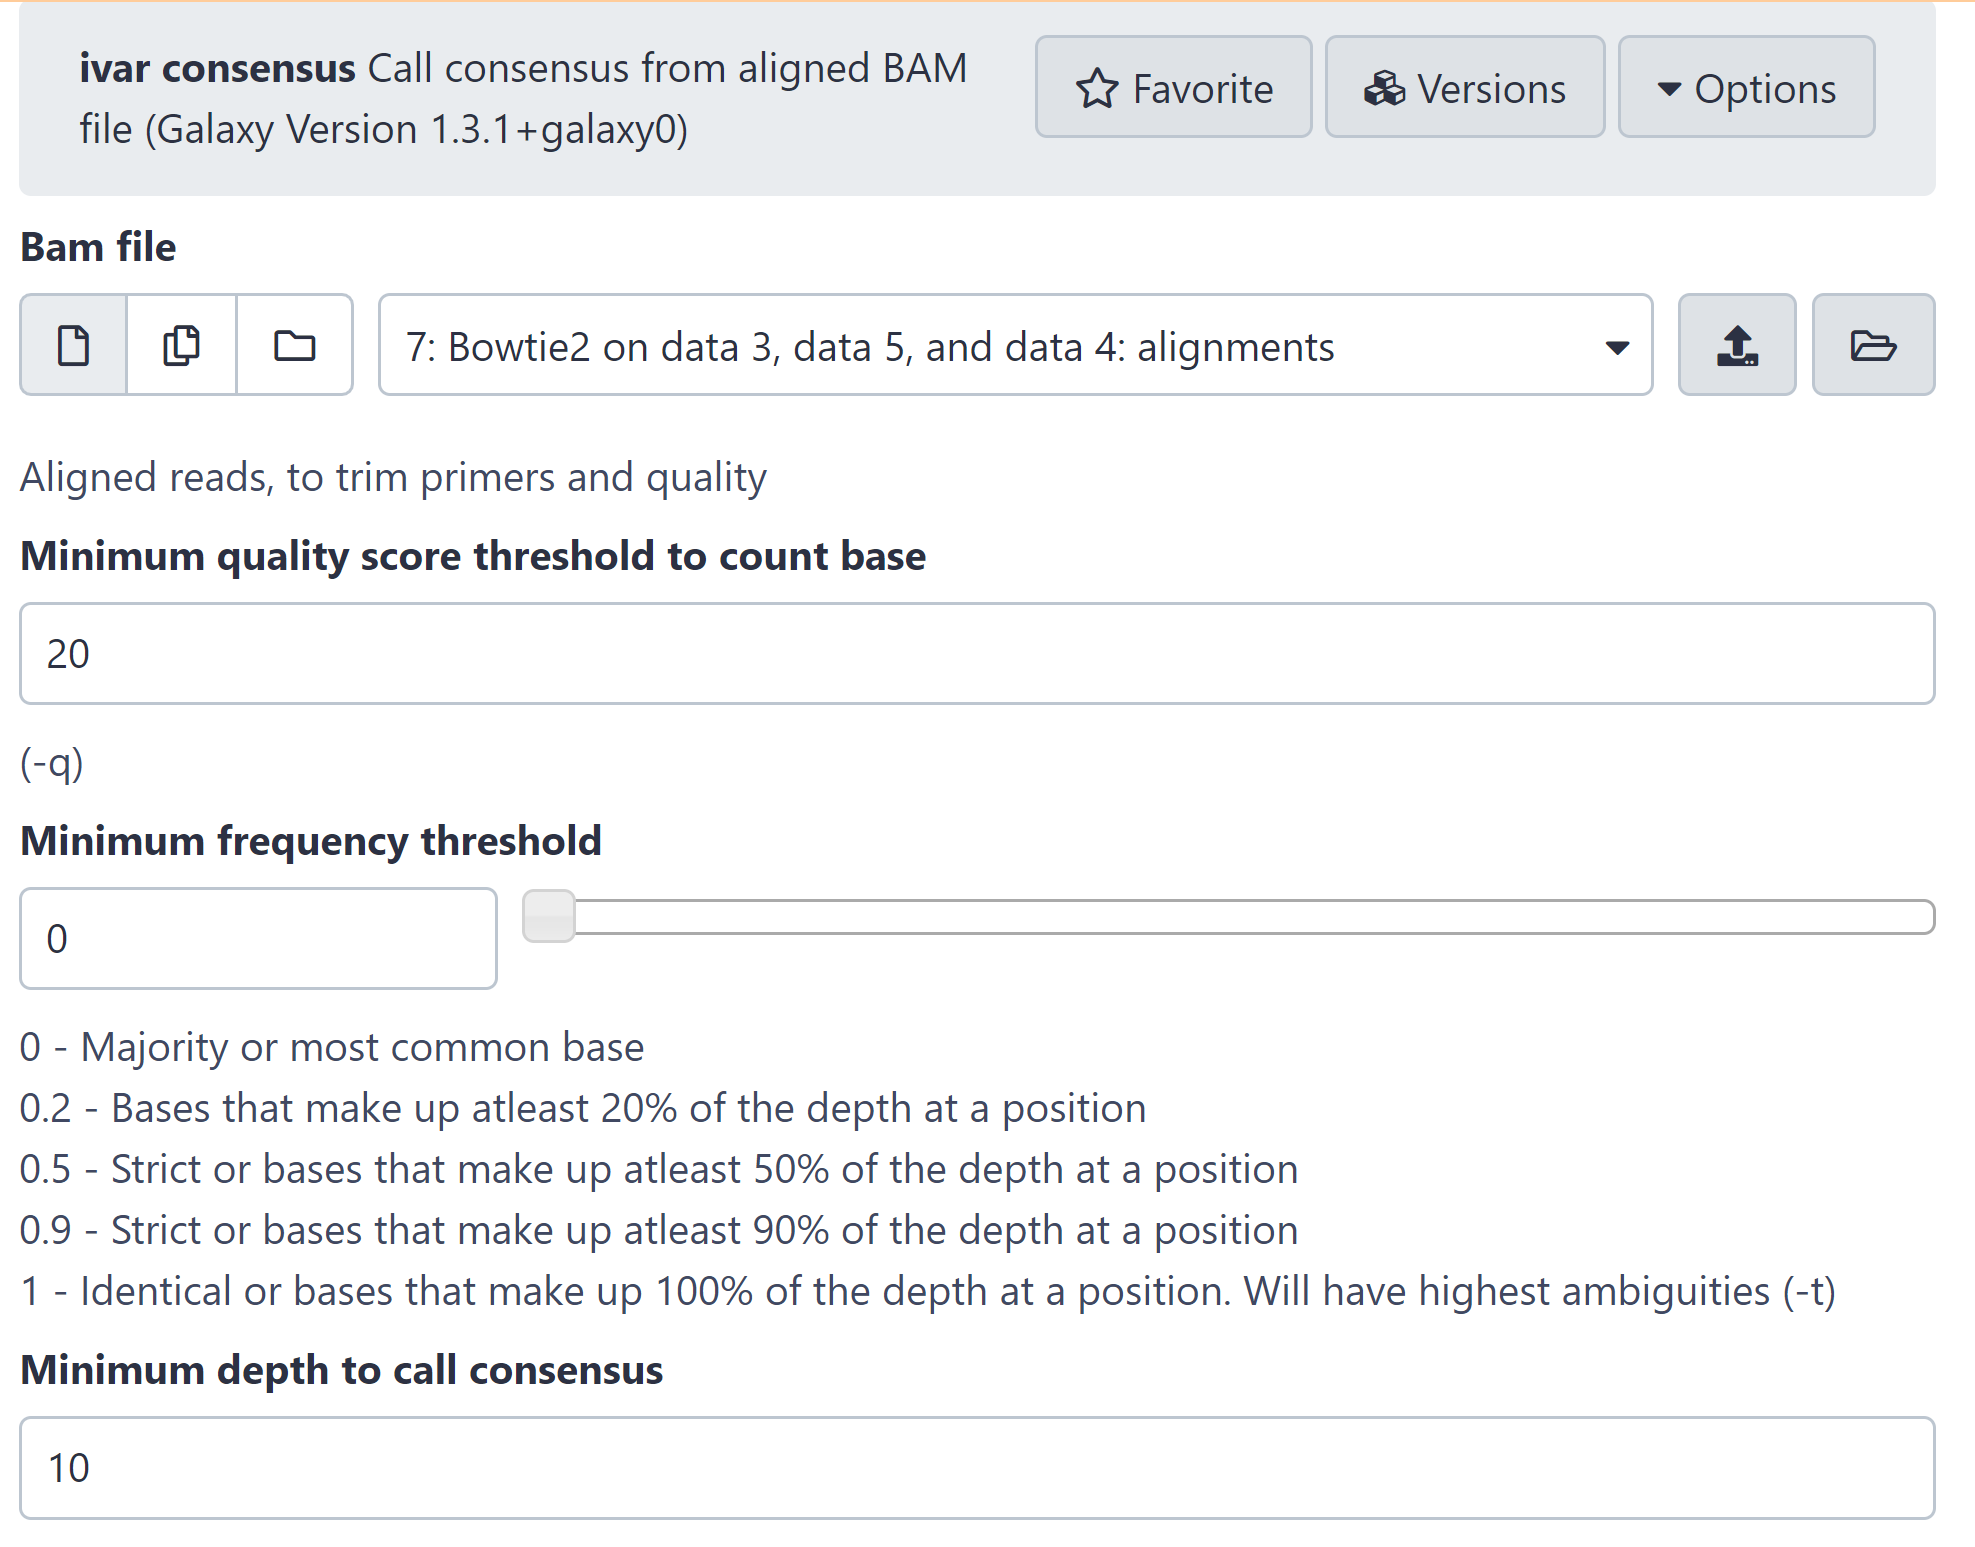 ivar consensus Call consensus from aligned BAM
file (Galaxy Version 1.3.1+galaxy0)
Favorite
Versions
Options
Bam file
7: Bowtie2 on data 3, data 5, and data 4: alignments
Aligned reads, to trim primers and quality
Minimum quality score threshold to count base
20
(-q)
Minimum frequency threshold
0
0 - Majority or most common base
0.2 - Bases that make up atleast 20% of the depth at a position
0.5 - Strict or bases that make up atleast 50% of the depth at a position
0.9 - Strict or bases that make up atleast 90% of the depth at a position
1 - Identical or bases that make up 100% of the depth at a position. Will have highest ambiguities (-t)
Minimum depth to call consensus
10